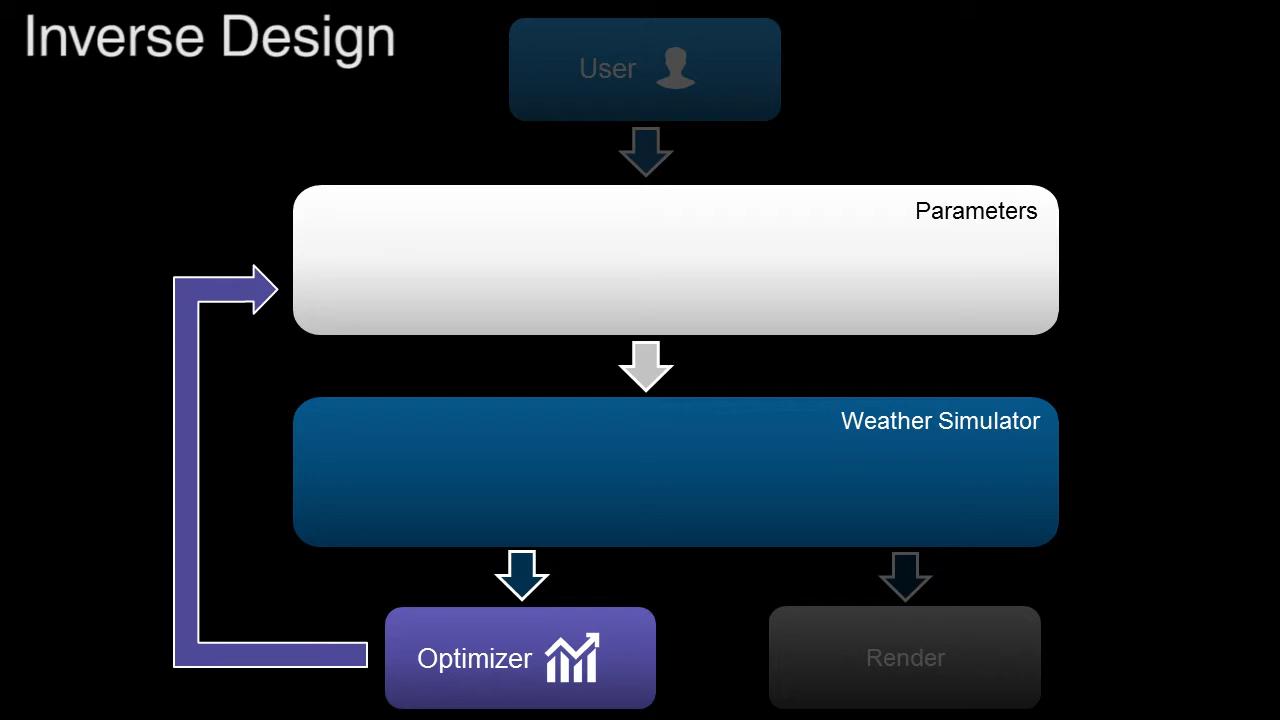 Inverse Design
User
Parameters
Weather Simulator
Optimizer
Render